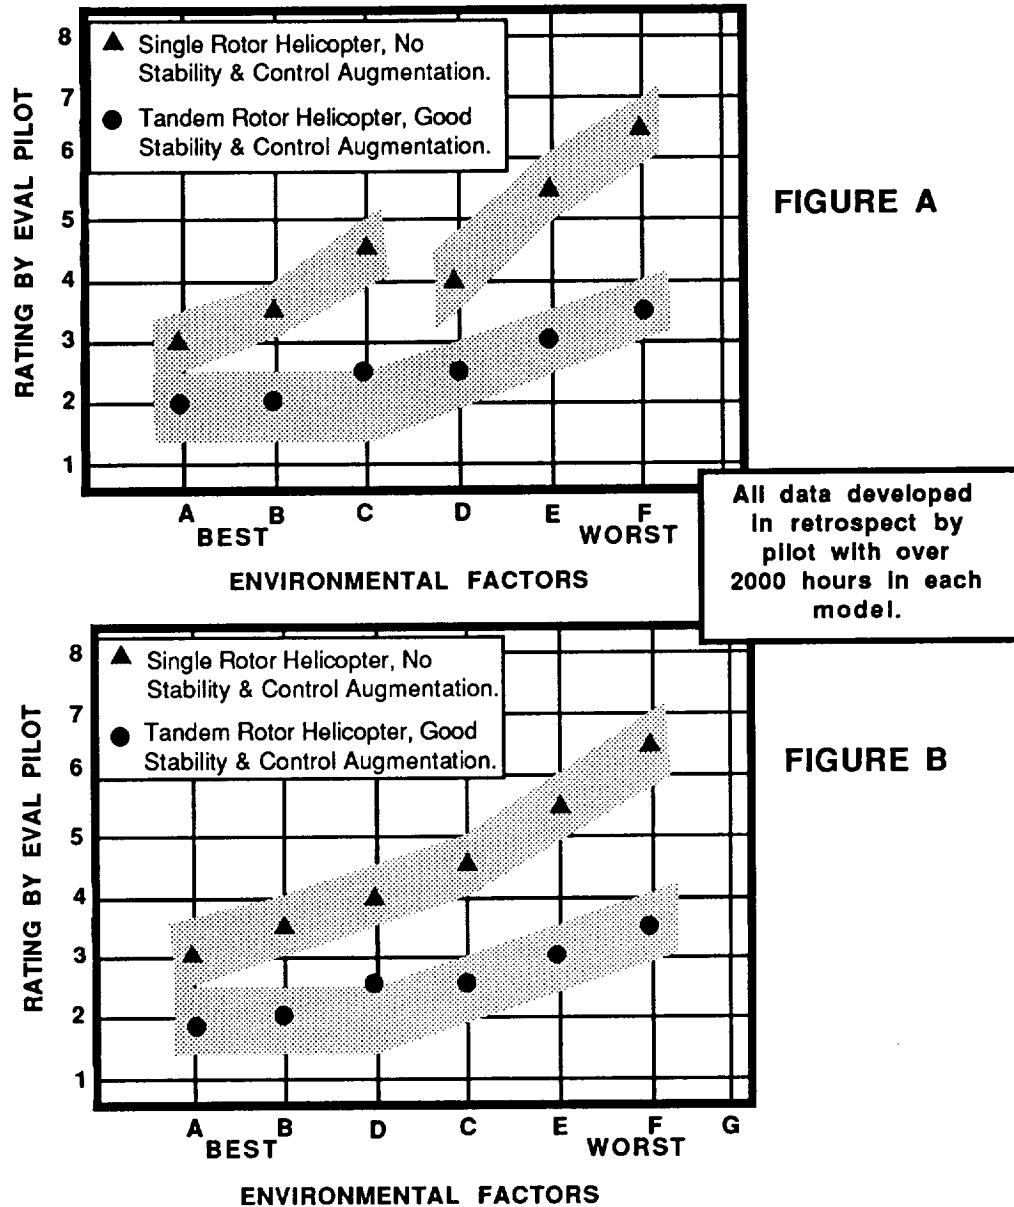 8
7
6
5
4
3
2
1
RATING BY EVAL PILOT
Single Rotor Helicopter, No
Stability & Control Augmentation.
Tandem Rotor Helicopter, Good
Stability & Control Augmentation.
FIGURE A
A B C D E F
BEST WORST
ENVIRONMENTAL FACTORS
All data developed
in retrospect by
pilot with over
2000 hours in each
model.
8
7
6
5
4
3
2
1
RATING BY EVAL PILOT
Single Rotor Helicopter, No
Stability & Control Augmentation.
Tandem Rotor Helicopter, Good
Stability & Control Augmentation.
FIGURE B
A B D C E F G
BEST WORST
ENVIRONMENTAL FACTORS